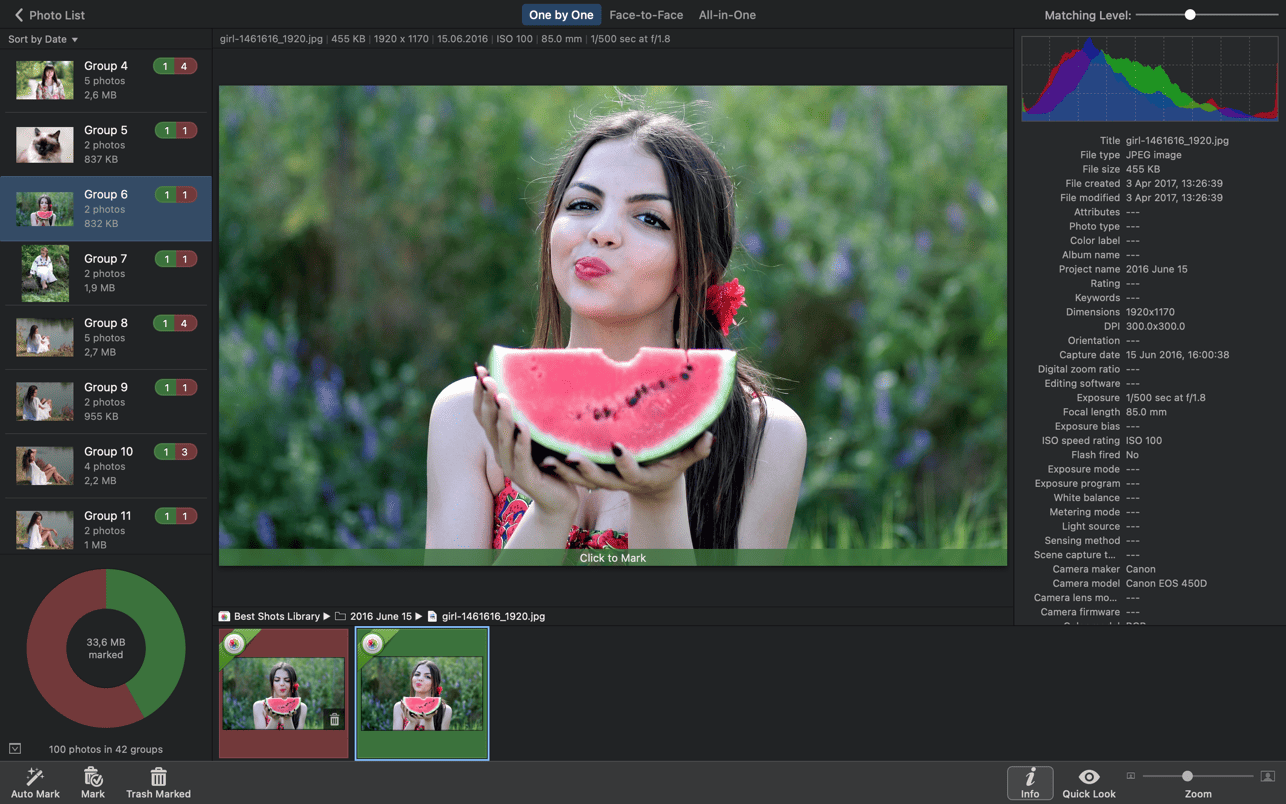 Photo List
One by One Face-to-Face All-in-One
Matching Level:
Sort by Date
girl-1461616_1920.jpg 455 KB 1920 x 1170 15.06.2016 ISO 100 85.0 mm 1/500 sec at f/1.8
Group 4 1 4
5 photos
2,6 MB
Group 5 1 1
2 photos
837 KB
Group 6 1 1
2 photos
832 KB
Group 7 1 1
2 photos
1,9 MB
Group 8 1 4
5 photos
2,7 MB
Group 9 1 1
2 photos
955 KB
Group 10 1 3
4 photos
2,2 MB
Group 11 1 1
2 photos
1 MB
33,6 MB
marked
100 photos in 42 groups
Click to Mark
Best Shots Library 2016 June 15 girl-1461616_1920.jpg
Title girl-1461616_1920.jpg
File type JPEG image
File size 455 KB
File created 3 Apr 2017, 13:26:39
File modified 3 Apr 2017, 13:26:39
Attributes ---
Photo type ---
Color label ---
Album name ---
Project name 2016 June 15
Rating ---
Keywords ---
Dimensions 1920x1170
DPI 300.0x300.0
Orientation ---
Capture date 15 Jun 2016, 16:00:38
Digital zoom ratio ---
Editing software ---
Exposure 1/500 sec at f/1.8
Focal length 85.0 mm
Exposure bias ---
ISO speed rating ISO 100
Flash fired No
Exposure mode ---
Exposure program ---
White balance ---
Metering mode ---
Light source ---
Sensing method ---
Scene capture t... ---
Camera maker Canon
Camera model Canon EOS 450D
Camera lens mo... ---
Camera firmware ---
Auto Mark Mark Trash Marked
Info Quick Look Zoom